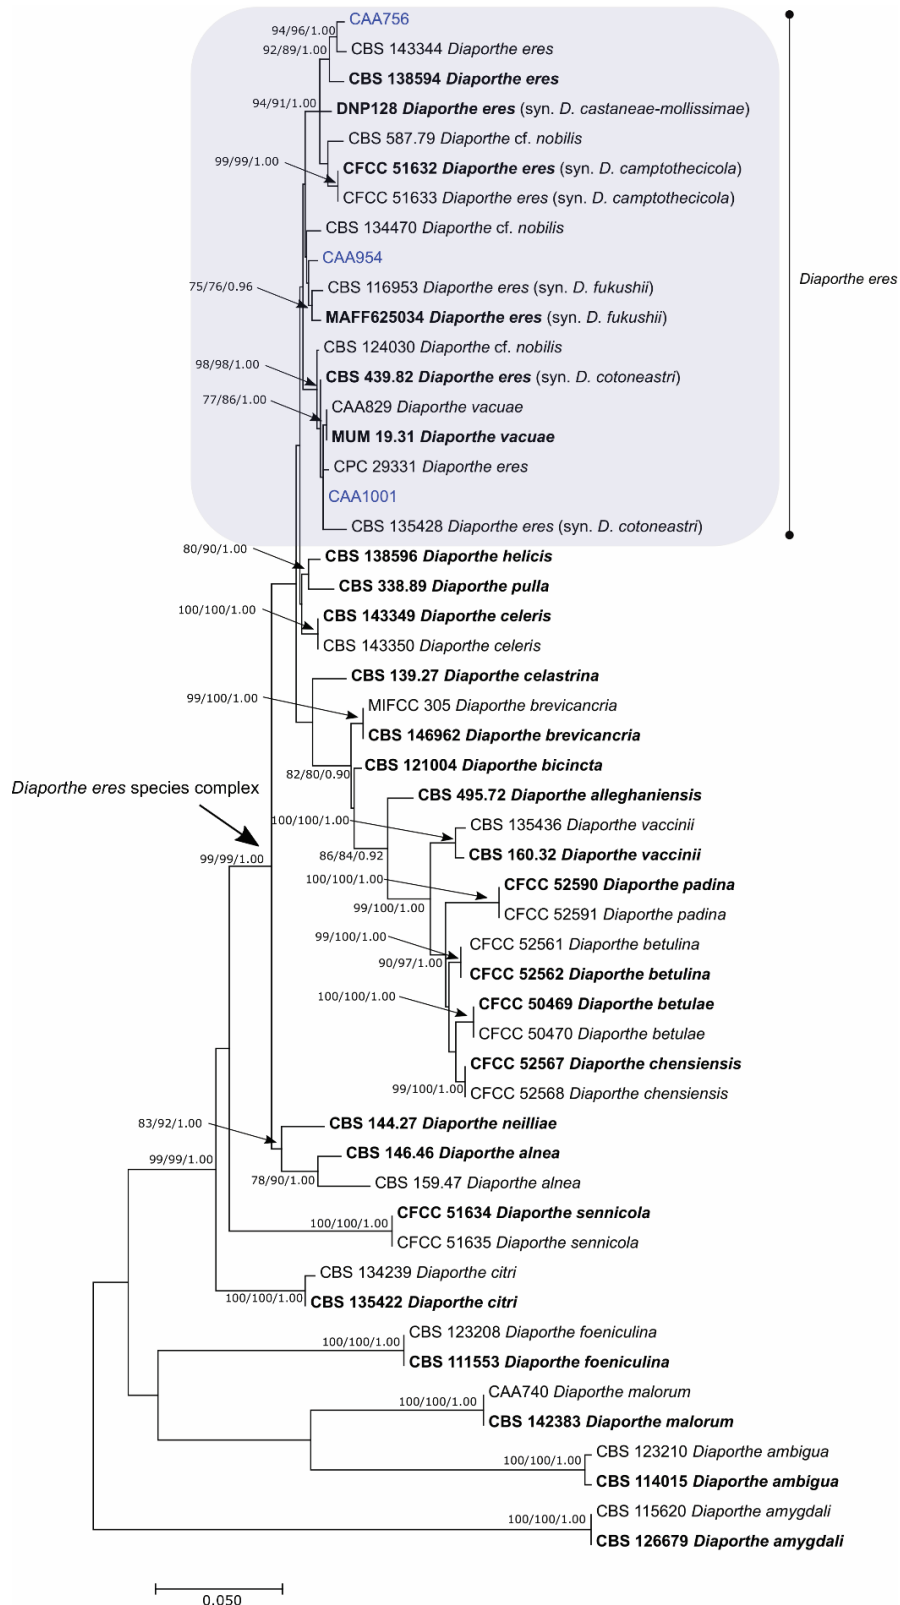 CAA756
94/96/1.00
92/89/1.00
CBS 143344 Diaporthe eres
CBS 138594 Diaporthe eres
94/91/1.00
DNP128 Diaporthe eres (syn. D. castaneae-mollissimae)
CBS 587.79 Diaporthe cf. nobilis
99/99/1.00
CFCC 51632 Diaporthe eres (syn. D. camptothecicola)
CFCC 51633 Diaporthe eres (syn. D. camptothecicola)
CBS 134470 Diaporthe cf. nobilis
CAA954
Diaporthe eres
75/76/0.96
CBS 116953 Diaporthe eres (syn. D. fukushii)
MAFF625034 Diaporthe eres (syn. D. fukushii)
CBS 124030 Diaporthe cf. nobilis
98/98/1.00
CBS 439.82 Diaporthe eres (syn. D. cotoneastri)
77/86/1.00
CAA829 Diaporthe vacuae
MUM 19.31 Diaporthe vacuae
CPC 29331 Diaporthe eres
CAA1001
CBS 135428 Diaporthe eres (syn. D. cotoneastri)
80/90/1.00
CBS 138596 Diaporthe helicis
CBS 338.89 Diaporthe pulla
100/100/1.00
CBS 143349 Diaporthe celeris
CBS 143350 Diaporthe celeris
CBS 139.27 Diaporthe celastrina
99/100/1.00
MIFCC 305 Diaporthe brevicancria
CBS 146962 Diaporthe brevicancria
82/80/0.90
CBS 121004 Diaporthe bicincta
Diaporthe eres species complex
CBS 495.72 Diaporthe alleghaniensis
100/100/1.00
CBS 135436 Diaporthe vaccinii
99/99/1.00
86/84/0.92
CBS 160.32 Diaporthe vaccinii
100/100/1.00
CFCC 52590 Diaporthe padina
99/100/1.00
CFCC 52591 Diaporthe padina
99/100/1.00
CFCC 52561 Diaporthe betulina
90/97/1.00
CFCC 52562 Diaporthe betulina
100/100/1.00
CFCC 50469 Diaporthe betulae
CFCC 50470 Diaporthe betulae
CFCC 52567 Diaporthe chensiensis
99/100/1.00
CFCC 52568 Diaporthe chensiensis
83/92/1.00
CBS 144.27 Diaporthe neilliae
99/99/1.00
CBS 146.46 Diaporthe alnea
78/90/1.00
CBS 159.47 Diaporthe alnea
CFCC 51634 Diaporthe sennicola
100/100/1.00
CFCC 51635 Diaporthe sennicola
CBS 134239 Diaporthe citri
100/100/1.00
CBS 135422 Diaporthe citri
CBS 123208 Diaporthe foeniculina
100/100/1.00
CBS 111553 Diaporthe foeniculina
CAA740 Diaporthe malorum
100/100/1.00
CBS 142383 Diaporthe malorum
CBS 123210 Diaporthe ambigua
100/100/1.00
CBS 114015 Diaporthe ambigua
CBS 115620 Diaporthe amygdali
100/100/1.00
CBS 126679 Diaporthe amygdali
0.050